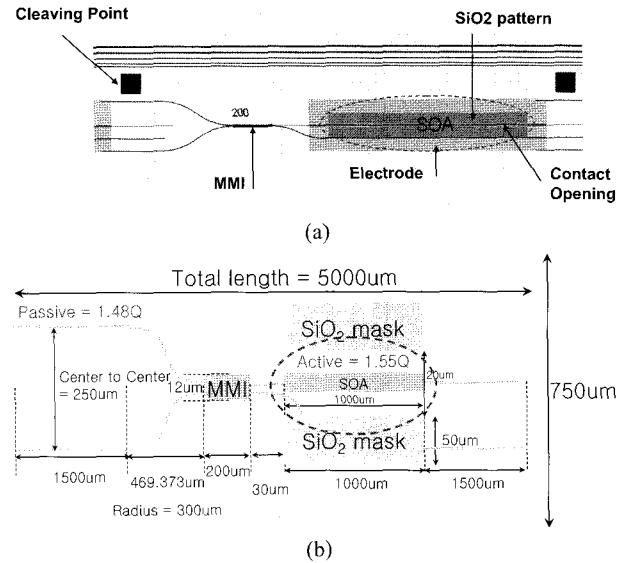 Cleaving Point
SiO2 pattern
200
SOA
MMI
Electrode
Contact
Opening
(a)
Total length = 5000um
Passive = 1.48Q
SiO2 mask
Active = 1.55Q
Center to Center
= 250um
12um
MMI
SOA
20um
1000um
750um
SiO2 mask
50um
1500um
469.373um
200um
30um
1000um
1500um
Radius = 300um
(b)